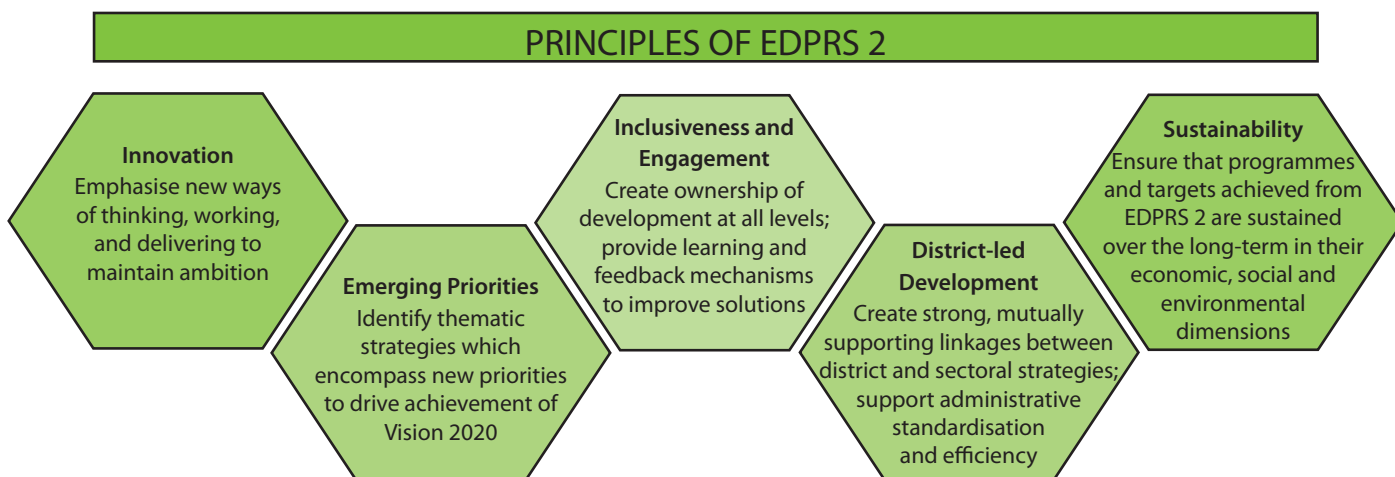 PRINCIPLES OF EDPRS 2
Innovation
Emphasise new ways
of thinking, working,
and delivering to
maintain ambition
Emerging Priorities
Identify thematic
strategies which
encompass new priorities
to drive achievement of
Vision 2020
Inclusiveness and
Engagement
Create ownership of
development at all levels;
provide learning and
feedback mechanisms
to improve solutions
District-led
Development
Create strong, mutually
supporting linkages between
district and sectoral strategies;
support administrative
standardisation
and efficiency
Sustainability
Ensure that programmes
and targets achieved from
EDPRS 2 are sustained
over the long-term in their
economic, social and
environmental
dimensions